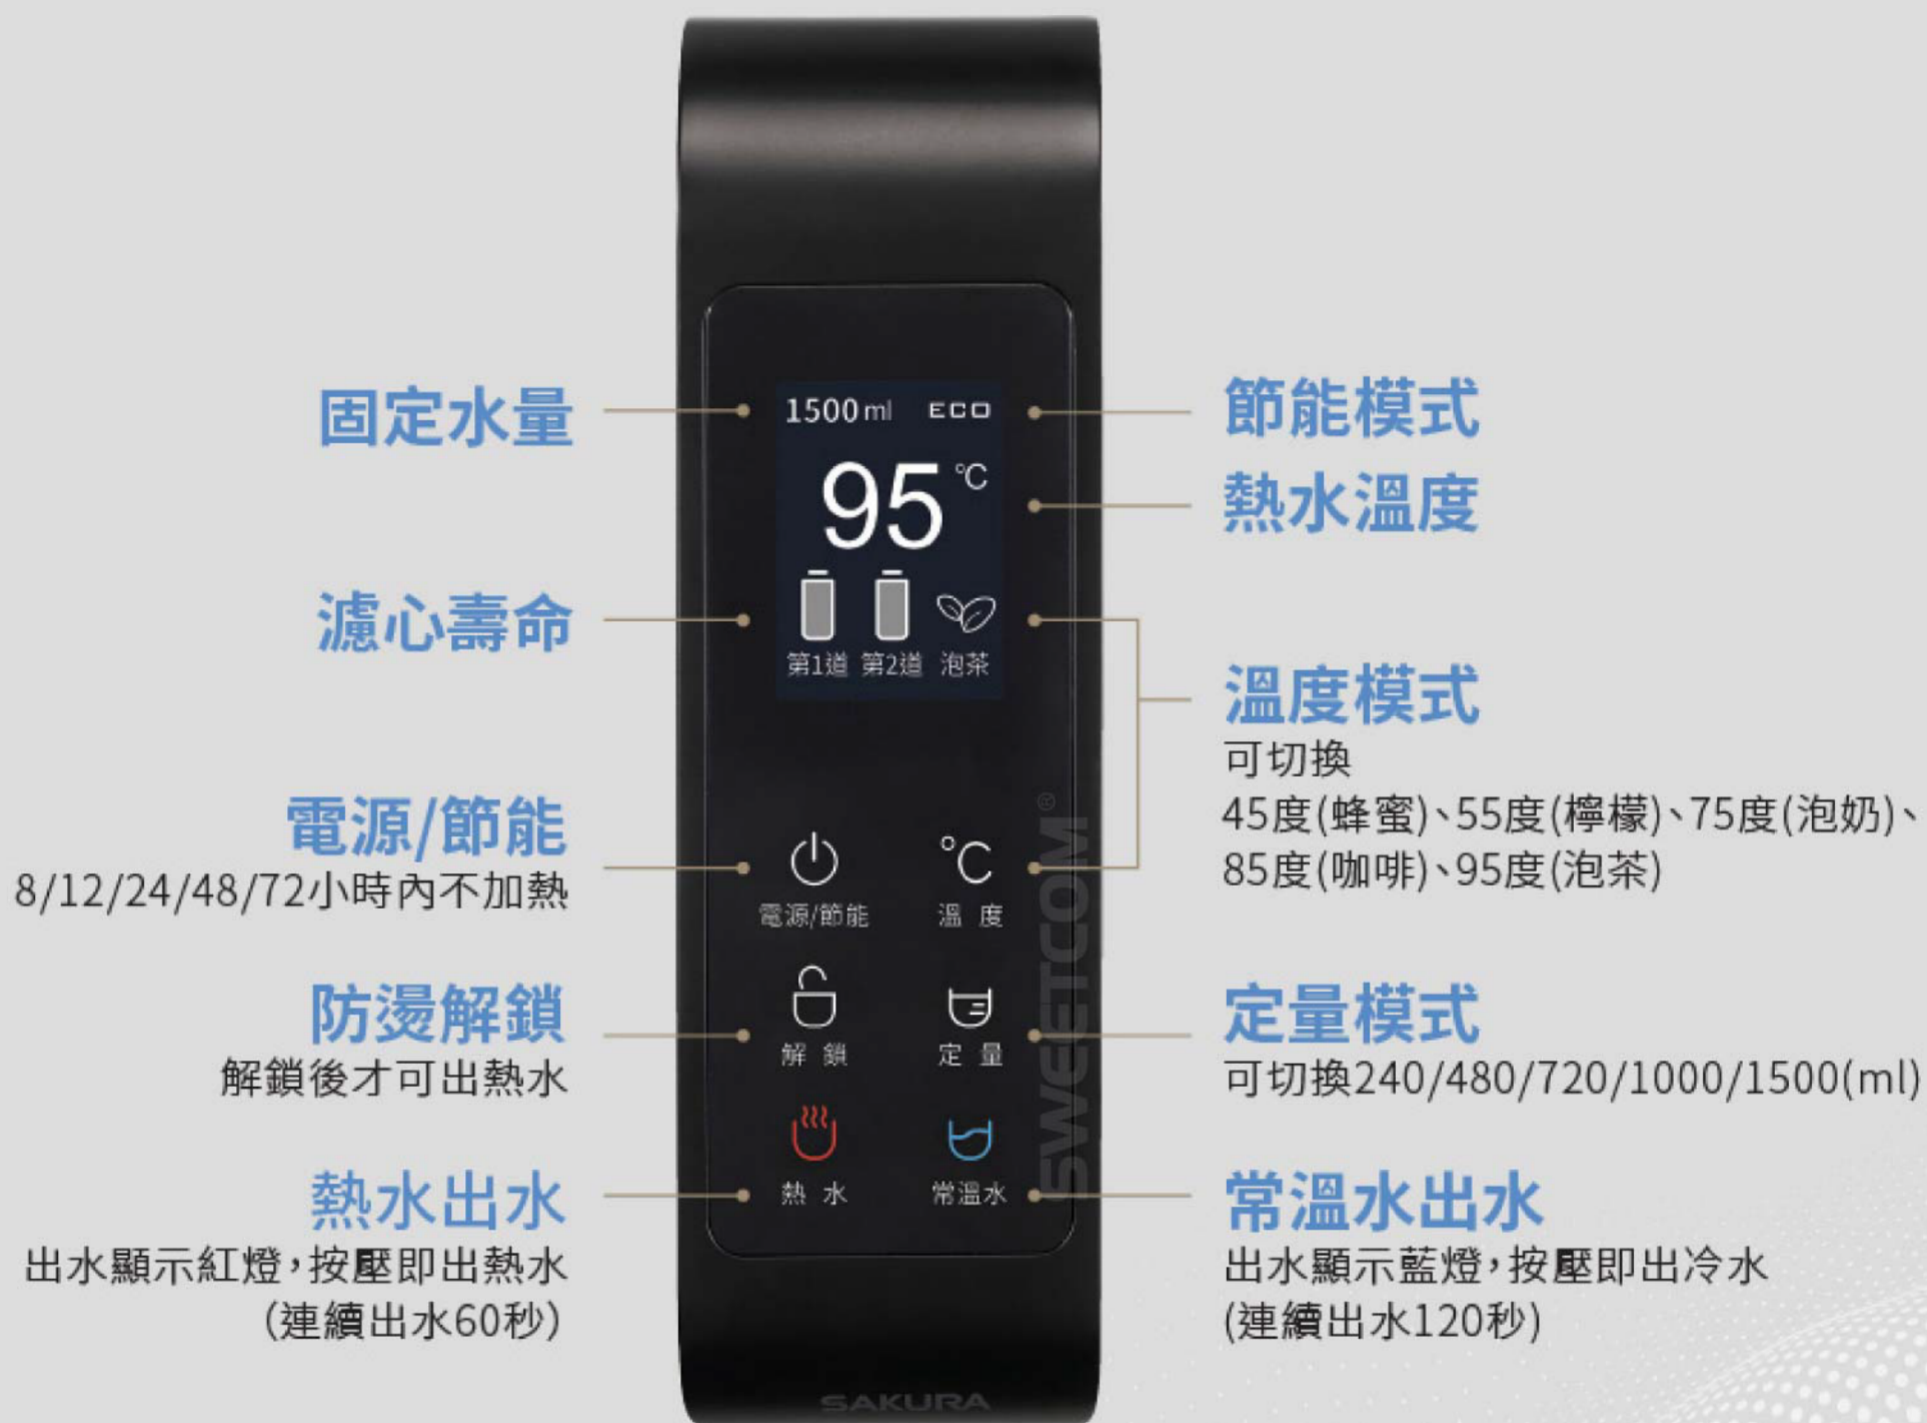 固定水量
1500ml ECO
節能模式
95°C
熱水溫度
濾心壽命
第1道 第2道 泡茶
溫度模式
可切換
45度(蜂蜜)、55度(檸檬)、75度(泡奶)、
85度(咖啡)、95度(泡茶)
電源/節能
8/12/24/48/72小時內不加熱
°C
電源/節能 溫度
防燙解鎖
解鎖後才可出熱水
解鎖 定量
定量模式
可切換240/480/720/1000/1500(ml)
熱水出水
出水顯示紅燈,按壓即出熱水
(連續出水60秒)
熱水 常溫水
常溫水出水
出水顯示藍燈,按壓即出冷水
(連續出水120秒)
SWEETCOM®
SAKURA